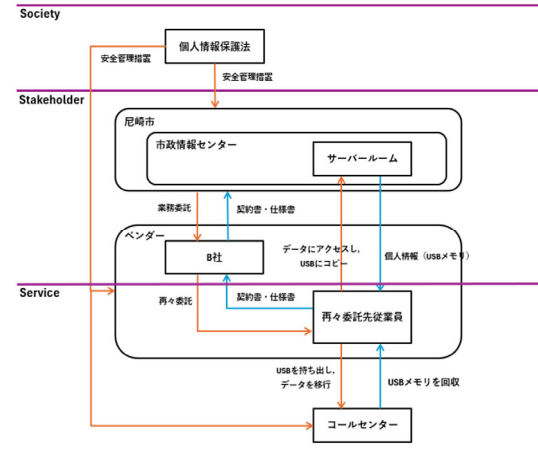 Society
個人情報保護法
安全管理措置
安全管理措置
Stakeholder
尼崎市
市政情報センター
サーバールーム
業務委託
契約書・仕様書
ベンダー
B社
データにアクセスし,
USBにコピー
個人情報（USBメモリ）
Service
再々委託
契約書・仕様書
再々委託先従業員
USBを持ち出し,
データを移行
USBメモリを回収
コールセンター